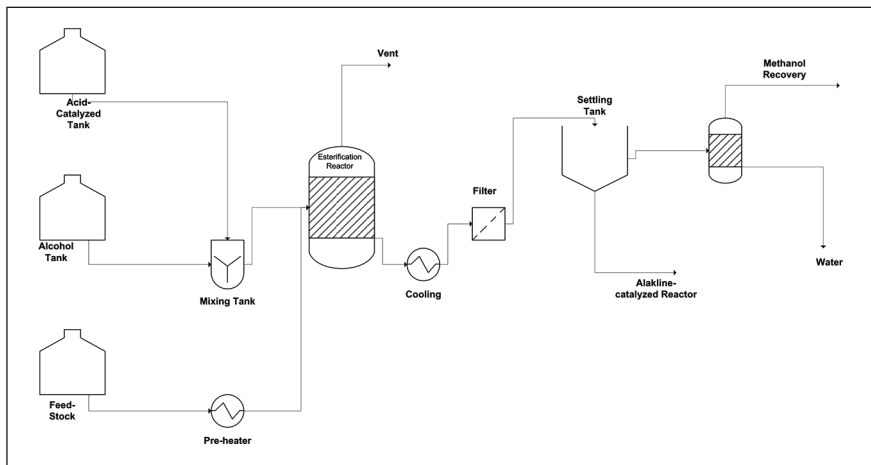 Vent
Methanol
Recovery
Acid-
Catalyzed
Tank
Settling
Tank
Esterification
Reactor
Filter
Alcohol
Tank
Mixing Tank
Cooling
Water
Alakline-
catalyzed Reactor
Feed-
Stock
Pre-heater